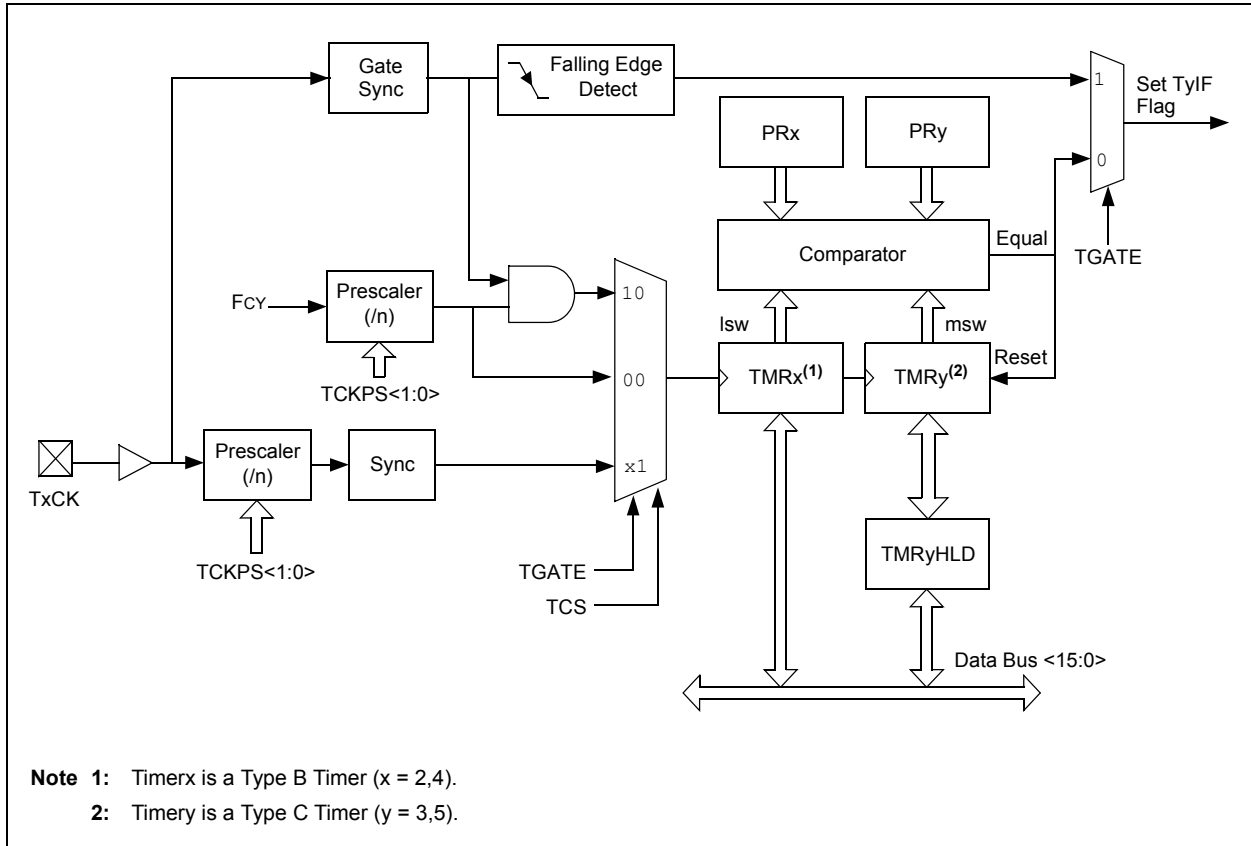 Gate
Sync
Falling Edge
Detect
1
Set TyIF
Flag
PRx
PRy
0
Equal
TGATE
Comparator
FCY
Prescaler
(/n)
10
lsw
msw
Reset
TCKPS<1:0>
00
TMRx(1)
TMRy(2)
Prescaler
(/n)
Sync
x1
TxCK
TCKPS<1:0>
TGATE
TCS
TMRyHLD
Data Bus <15:0>
Note 1: Timerx is a Type B Timer (x = 2,4).
2: Timery is a Type C Timer (y = 3,5).